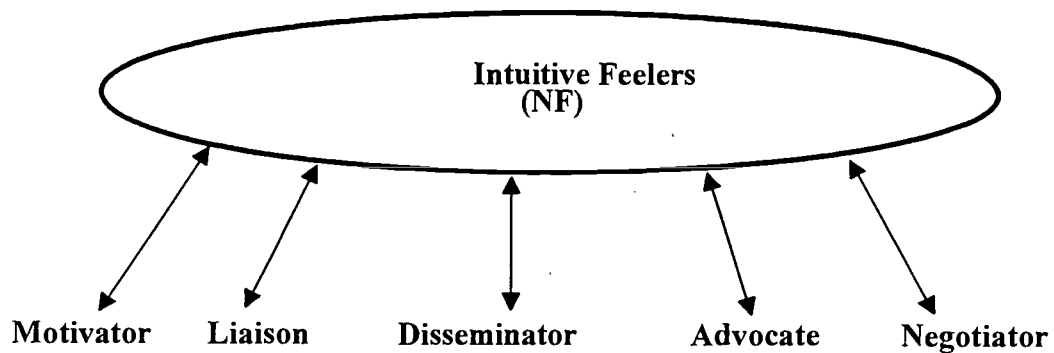 Intuitive Feelers
(NF)
Motivator Liaison Disseminator Advocate Negotiator